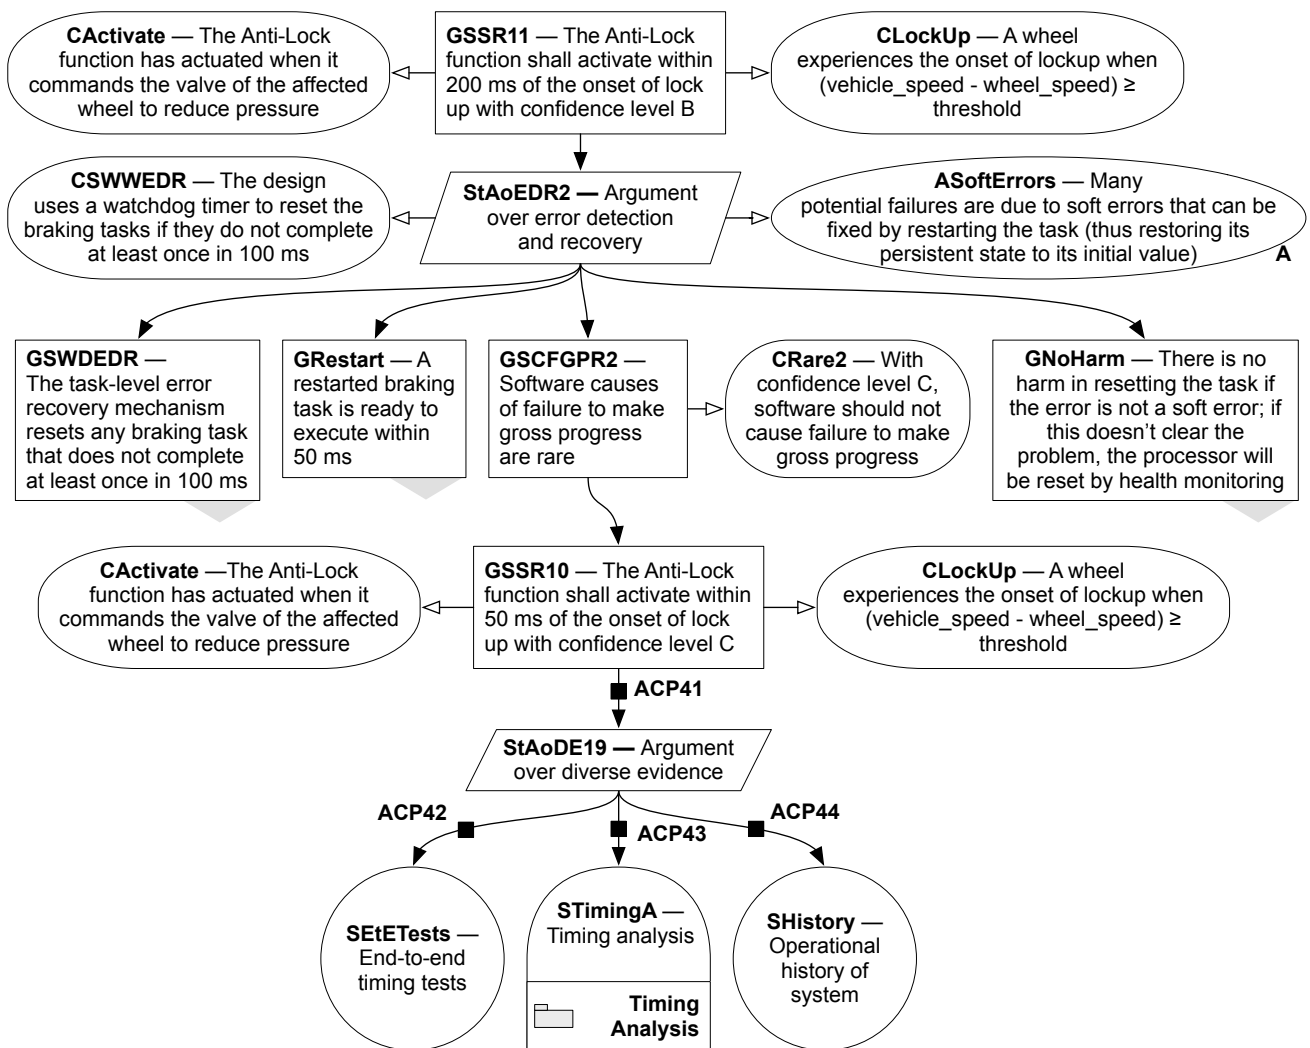 CActivate — The Anti-Lock
function has actuated when it
commands the valve of the affected
wheel to reduce pressure
GSSR11 — The Anti-Lock
function shall activate within
200 ms of the onset of lock
up with confidence level B
CLockUp — A wheel
experiences the onset of lockup when
(vehicle_speed - wheel_speed) ≥
threshold
CSWWEDR — The design
uses a watchdog timer to reset the
braking tasks if they do not complete
at least once in 100 ms
StAoEDR2 — Argument
over error detection
and recovery
ASoftErrors — Many
potential failures are due to soft errors that can be
fixed by restarting the task (thus restoring its
persistent state to its initial value)
A
GSWDEDR —
The task-level error
recovery mechanism
resets any braking task
that does not complete
at least once in 100 ms
GRestart — A
restarted braking
task is ready to
execute within
50 ms
GSCFGPR2 —
Software causes
of failure to make
gross progress
are rare
CRare2 — With
confidence level C,
software should not
cause failure to make
gross progress
GNoHarm — There is no
harm in resetting the task if
the error is not a soft error; if
this doesn't clear the
problem, the processor will
be reset by health monitoring
CActivate —The Anti-Lock
function has actuated when it
commands the valve of the affected
wheel to reduce pressure
GSSR10 — The Anti-Lock
function shall activate within
50 ms of the onset of lock
up with confidence level C
CLockUp — A wheel
experiences the onset of lockup when
(vehicle_speed - wheel_speed) ≥
threshold
ACP41
StAoDE19 — Argument
over diverse evidence
ACP42
ACP43
ACP44
SEtETests —
End-to-end
timing tests
STimingA —
Timing analysis
Timing
Analysis
SHistory —
Operational
history of
system